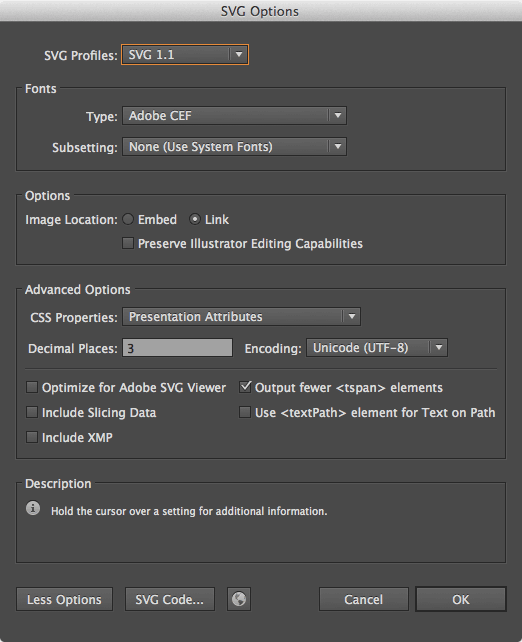 SVG Options
SVG Profiles: SVG 1.1
Fonts
Type: Adobe CEF
Subsetting: None (Use System Fonts)
Options
Image Location: Embed Link
Preserve Illustrator Editing Capabilities
Advanced Options
CSS Properties: Presentation Attributes
Decimal Places: 3 Encoding: Unicode (UTF-8)
Optimize for Adobe SVG Viewer Output fewer <tspan> elements
Include Slicing Data Use <textPath> element for Text on Path
Include XMP
Description
Hold the cursor over a setting for additional information.
Less Options SVG Code... Cancel OK